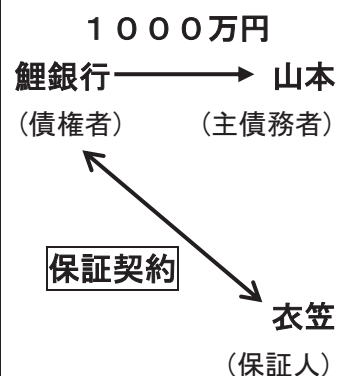 １０００万円
鯉銀行 山本
（債権者） （主債務者）
保証契約
衣笠
（保証人）